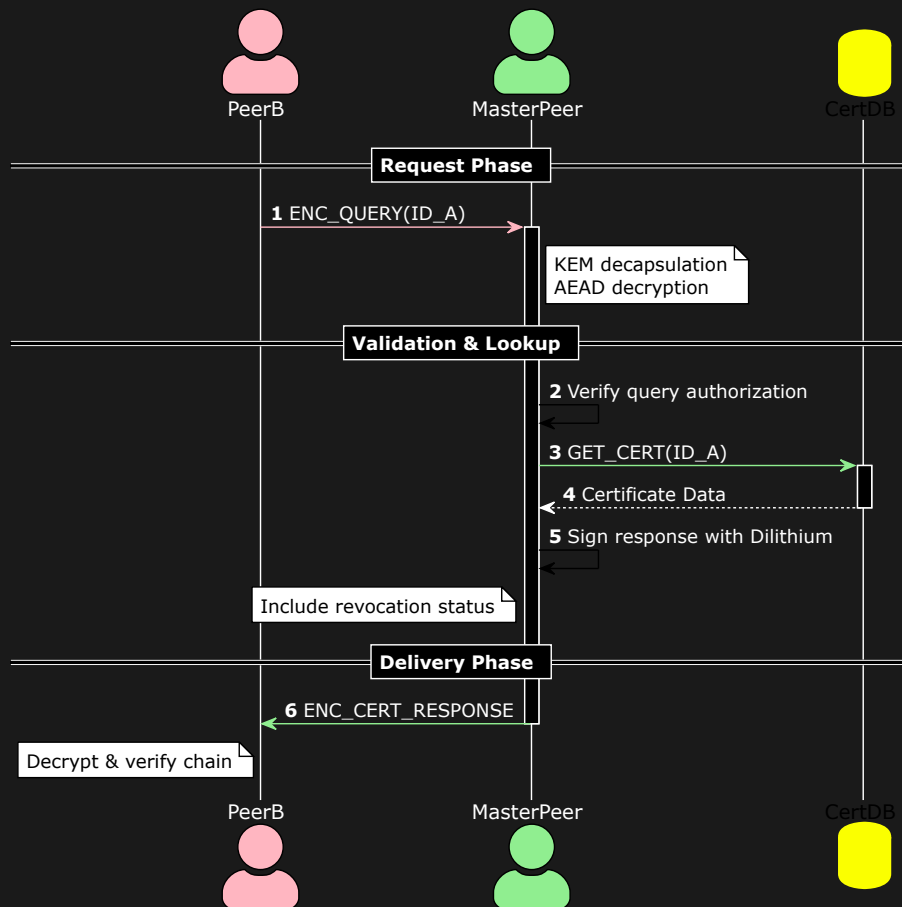 PeerB
MasterPeer
CertDB
Request Phase
1 ENC_QUERY(ID_A)
KEM decapsulation
AEAD decryption
Validation & Lookup
2 Verify query authorization
3 GET_CERT(ID_A)
4 Certificate Data
5 Sign response with Dilithium
Include revocation status
Delivery Phase
6 ENC_CERT_RESPONSE
Decrypt & verify chain
PeerB
MasterPeer
CertDB